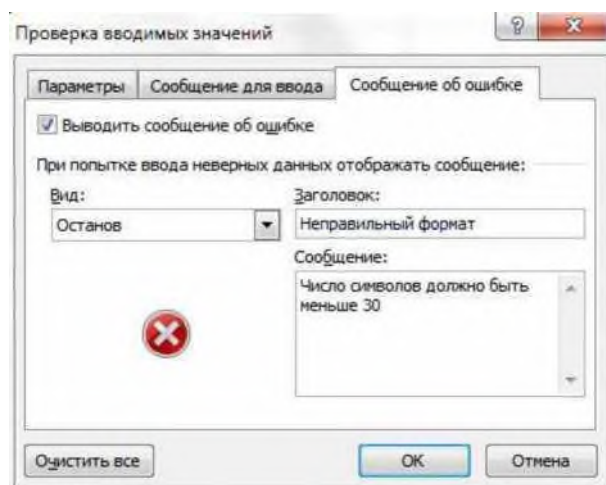 Проверка вводимых значений
Параметры Сообщение для ввода Сообщение об ошибке
Выводить сообщение об ошибке
При попытке ввода неверных данных отображать сообщение:
Вид: Заголовок:
Останов Неправильный формат
Сообщение:
Число символов должно быть
меньше 30
Очистить все ОК Отмена